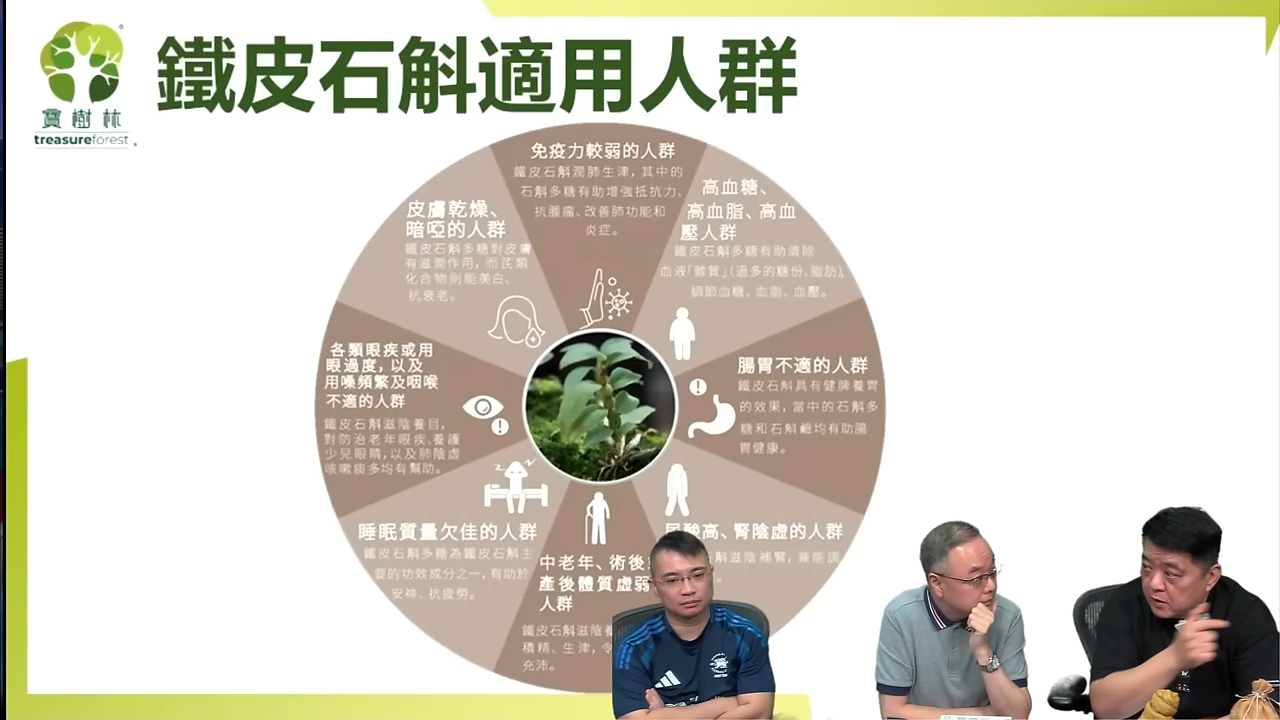 鐵皮石斛適用人群
寶樹林
treasureforest
免疫力較弱的人群
鐵皮石斛潤肺生津，其中的
石斛多糖有助增強抵抗力、
抗腫瘤、改善肺功能和
炎症。
高血糖、
高血脂、高血
壓人群
鐵皮石斛多糖有助清除
血液「雜質」（過多的糖份、脂肪），
調節血糖、血脂、血壓。
腸胃不適的人群
鐵皮石斛具有健脾養胃
的效果，當中的石斛多
糖和石斛鹼均有助腸
胃健康。
酸高、腎陰虛的人群
滋陰補腎，兼能調
中老年、術後
產後體質虛弱
人群
鐵皮石斛滋陰
積精、生津，令
充沛。
睡眠質量欠佳的人群
鐵皮石斛多糖為鐵皮石斛主
要的功效成分之一，有助於
安神、抗疲勞。
各類眼疾或用
眼過度，以及
用嗓頻繁及咽喉
不適的人群
鐵皮石斛滋陰養目，
對防治老年眼疾、養護
少兒眼睛，以及肺陰虛
咳嗽痰多均有幫助。
皮膚乾燥、
暗啞的人群
鐵皮石斛多糖對皮膚
有滋潤作用，而芪類
化合物則能美白、
抗衰老。
adidas